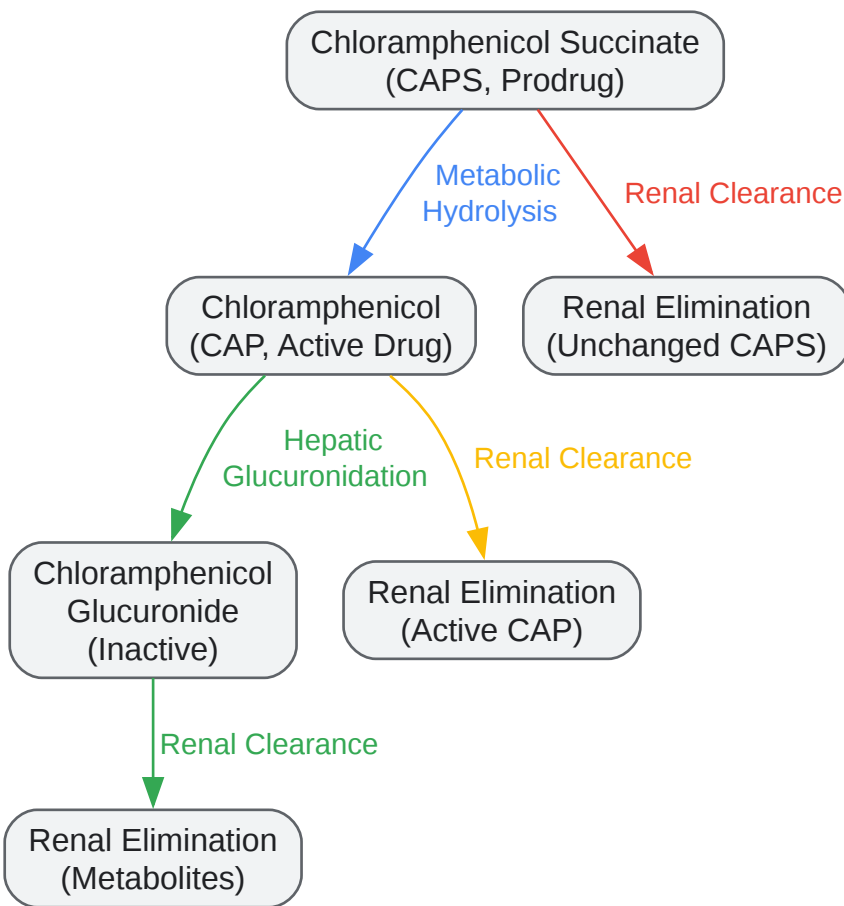 Chloramphenicol Succinate
(CAPS, Prodrug)
Metabolic
Hydrolysis
Renal Clearance
Chloramphenicol
(CAP, Active Drug)
Renal Elimination
(Unchanged CAPS)
Hepatic
Glucuronidation
Renal Clearance
Chloramphenicol
Glucuronide
(Inactive)
Renal Elimination
(Active CAP)
Renal Clearance
Renal Elimination
(Metabolites)